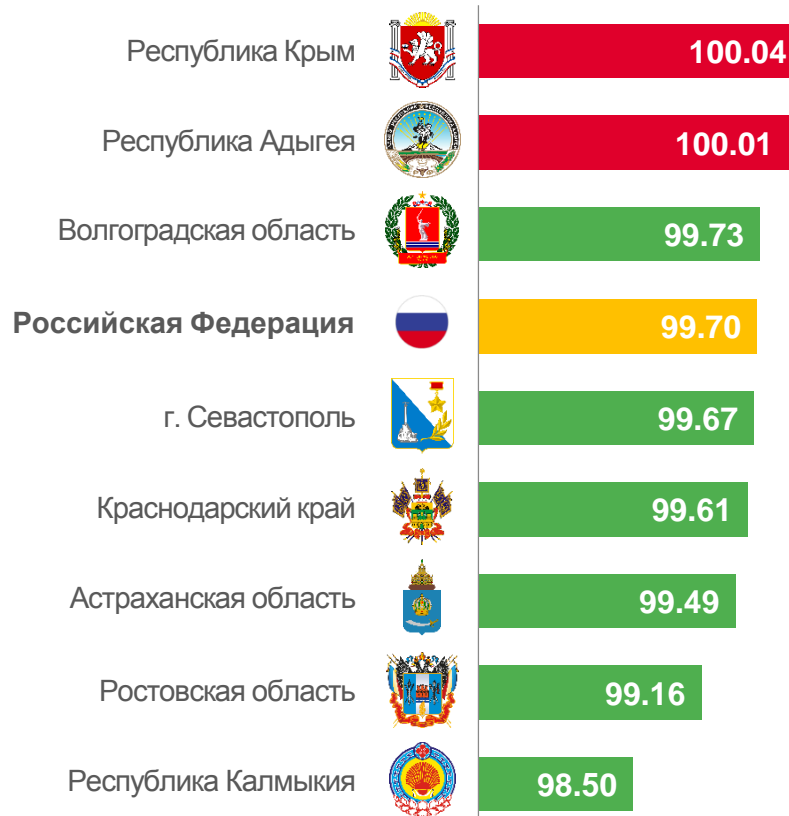 Республика Крым 100.04
Республика Адыгея 100.01
Волгоградская область 99.73
Российская Федерация 99.70
г. Севастополь 99.67
Краснодарский край 99.61
Астраханская область 99.49
Ростовская область 99.16
Республика Калмыкия 98.50